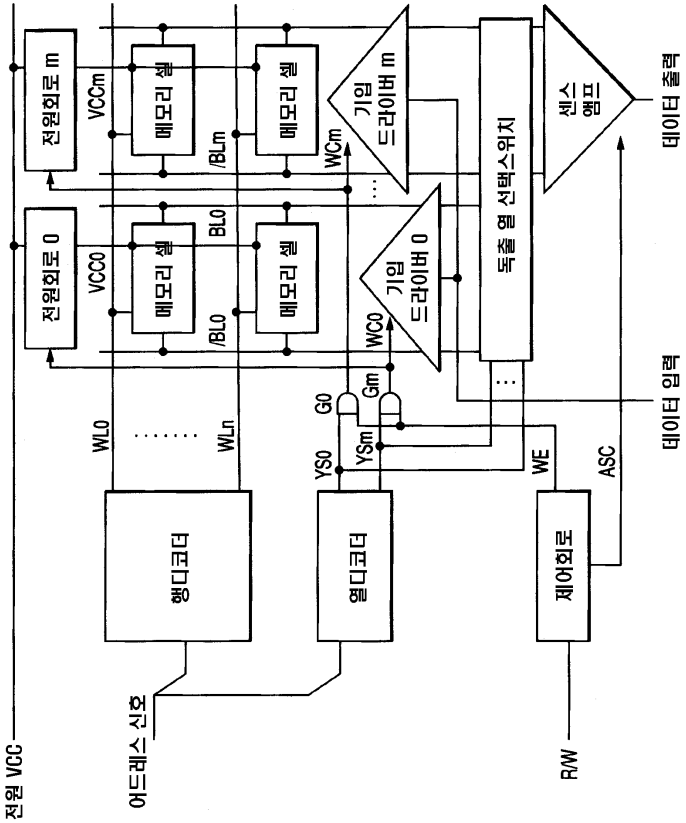 전원 VCC
어드레스 신호
R/W
행디코더
열디코더
제어회로
WL0
·······
WLn
YS0
YSm
WE
ASC
G0
Gm
WC0
WCm
전원회로 0
전원회로 m
VCC0
VCCm
메모리 셀
메모리 셀
메모리 셀
메모리 셀
/BL0
BL0
/BLm
기입
드라이버 0
기입
드라이버 m
...
독출 열 선택스위치
...
센스
앰프
데이터 입력
데이터 출력